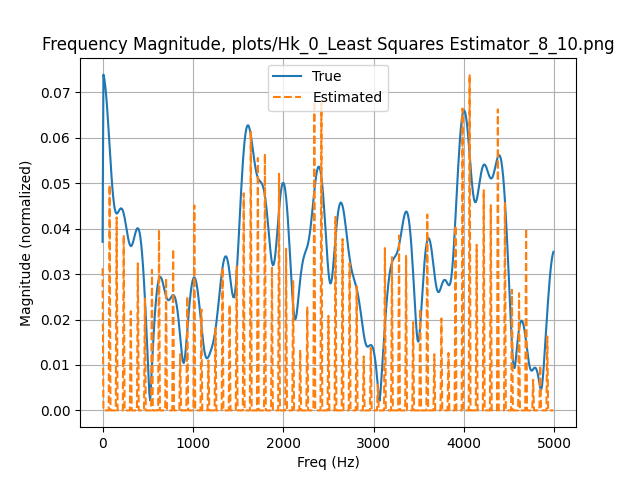 Frequency Magnitude, plots/Hk_0_Least Squares Estimator_8_10.png
True
Estimated
Magnitude (normalized)
0.07
0.06
0.05
0.04
0.03
0.02
0.01
0.00
0 1000 2000 3000 4000 5000
Freq (Hz)